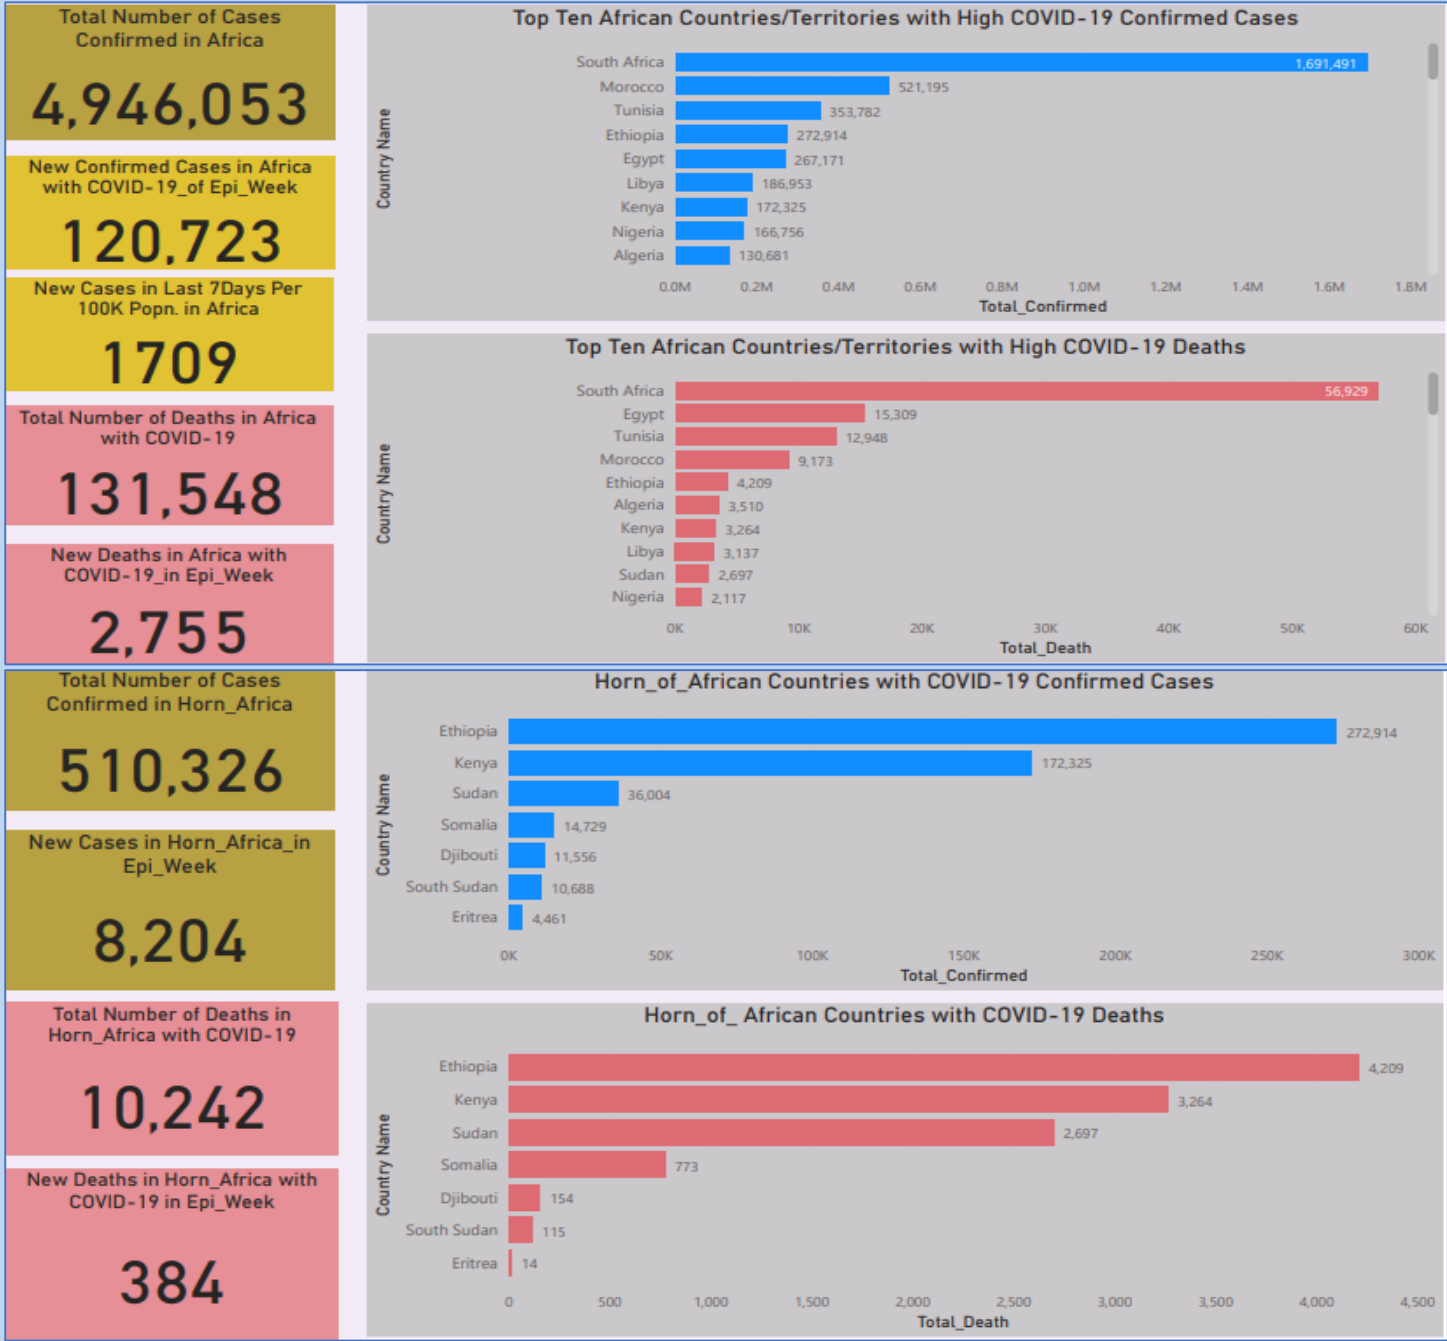 Total Number of Cases
Confirmed in Africa
4,946,053
New Confirmed Cases in Africa
with COVID-19_of Epi_Week
120,723
New Cases in Last 7Days Per
100K Popn. in Africa
1709
Total Number of Deaths in Africa
with COVID-19
131,548
New Deaths in Africa with
COVID-19_in Epi_Week
2,755
Top Ten African Countries/Territories with High COVID-19 Confirmed Cases
Country Name
South Africa 1,691,491
Morocco 521,195
Tunisia 353,782
Ethiopia 272,914
Egypt 267,171
Libya 186,953
Kenya 172,325
Nigeria 166,756
Algeria 130,681
0.0M 0.2M 0.4M 0.6M 0.8M 1.0M 1.2M 1.4M 1.6M 1.8M
Total_Confirmed
Top Ten African Countries/Territories with High COVID-19 Deaths
Country Name
South Africa 56,929
Egypt 15,309
Tunisia 12,948
Morocco 9,173
Ethiopia 4,209
Algeria 3,510
Kenya 3,264
Libya 3,137
Sudan 2,697
Nigeria 2,117
0K 10K 20K 30K 40K 50K 60K
Total_Death
Total Number of Cases
Confirmed in Horn_Africa
510,326
New Cases in Horn_Africa_in
Epi_Week
8,204
Total Number of Deaths in
Horn_Africa with COVID-19
10,242
New Deaths in Horn_Africa with
COVID-19 in Epi_Week
384
Horn_of_African Countries with COVID-19 Confirmed Cases
Country Name
Ethiopia 272,914
Kenya 172,325
Sudan 36,004
Somalia 14,729
Djibouti 11,556
South Sudan 10,688
Eritrea 4,461
0K 50K 100K 150K 200K 250K 300K
Total_Confirmed
Horn_of_ African Countries with COVID-19 Deaths
Country Name
Ethiopia 4,209
Kenya 3,264
Sudan 2,697
Somalia 773
Djibouti 154
South Sudan 115
Eritrea 14
0 500 1,000 1,500 2,000 2,500 3,000 3,500 4,000 4,500
Total_Death